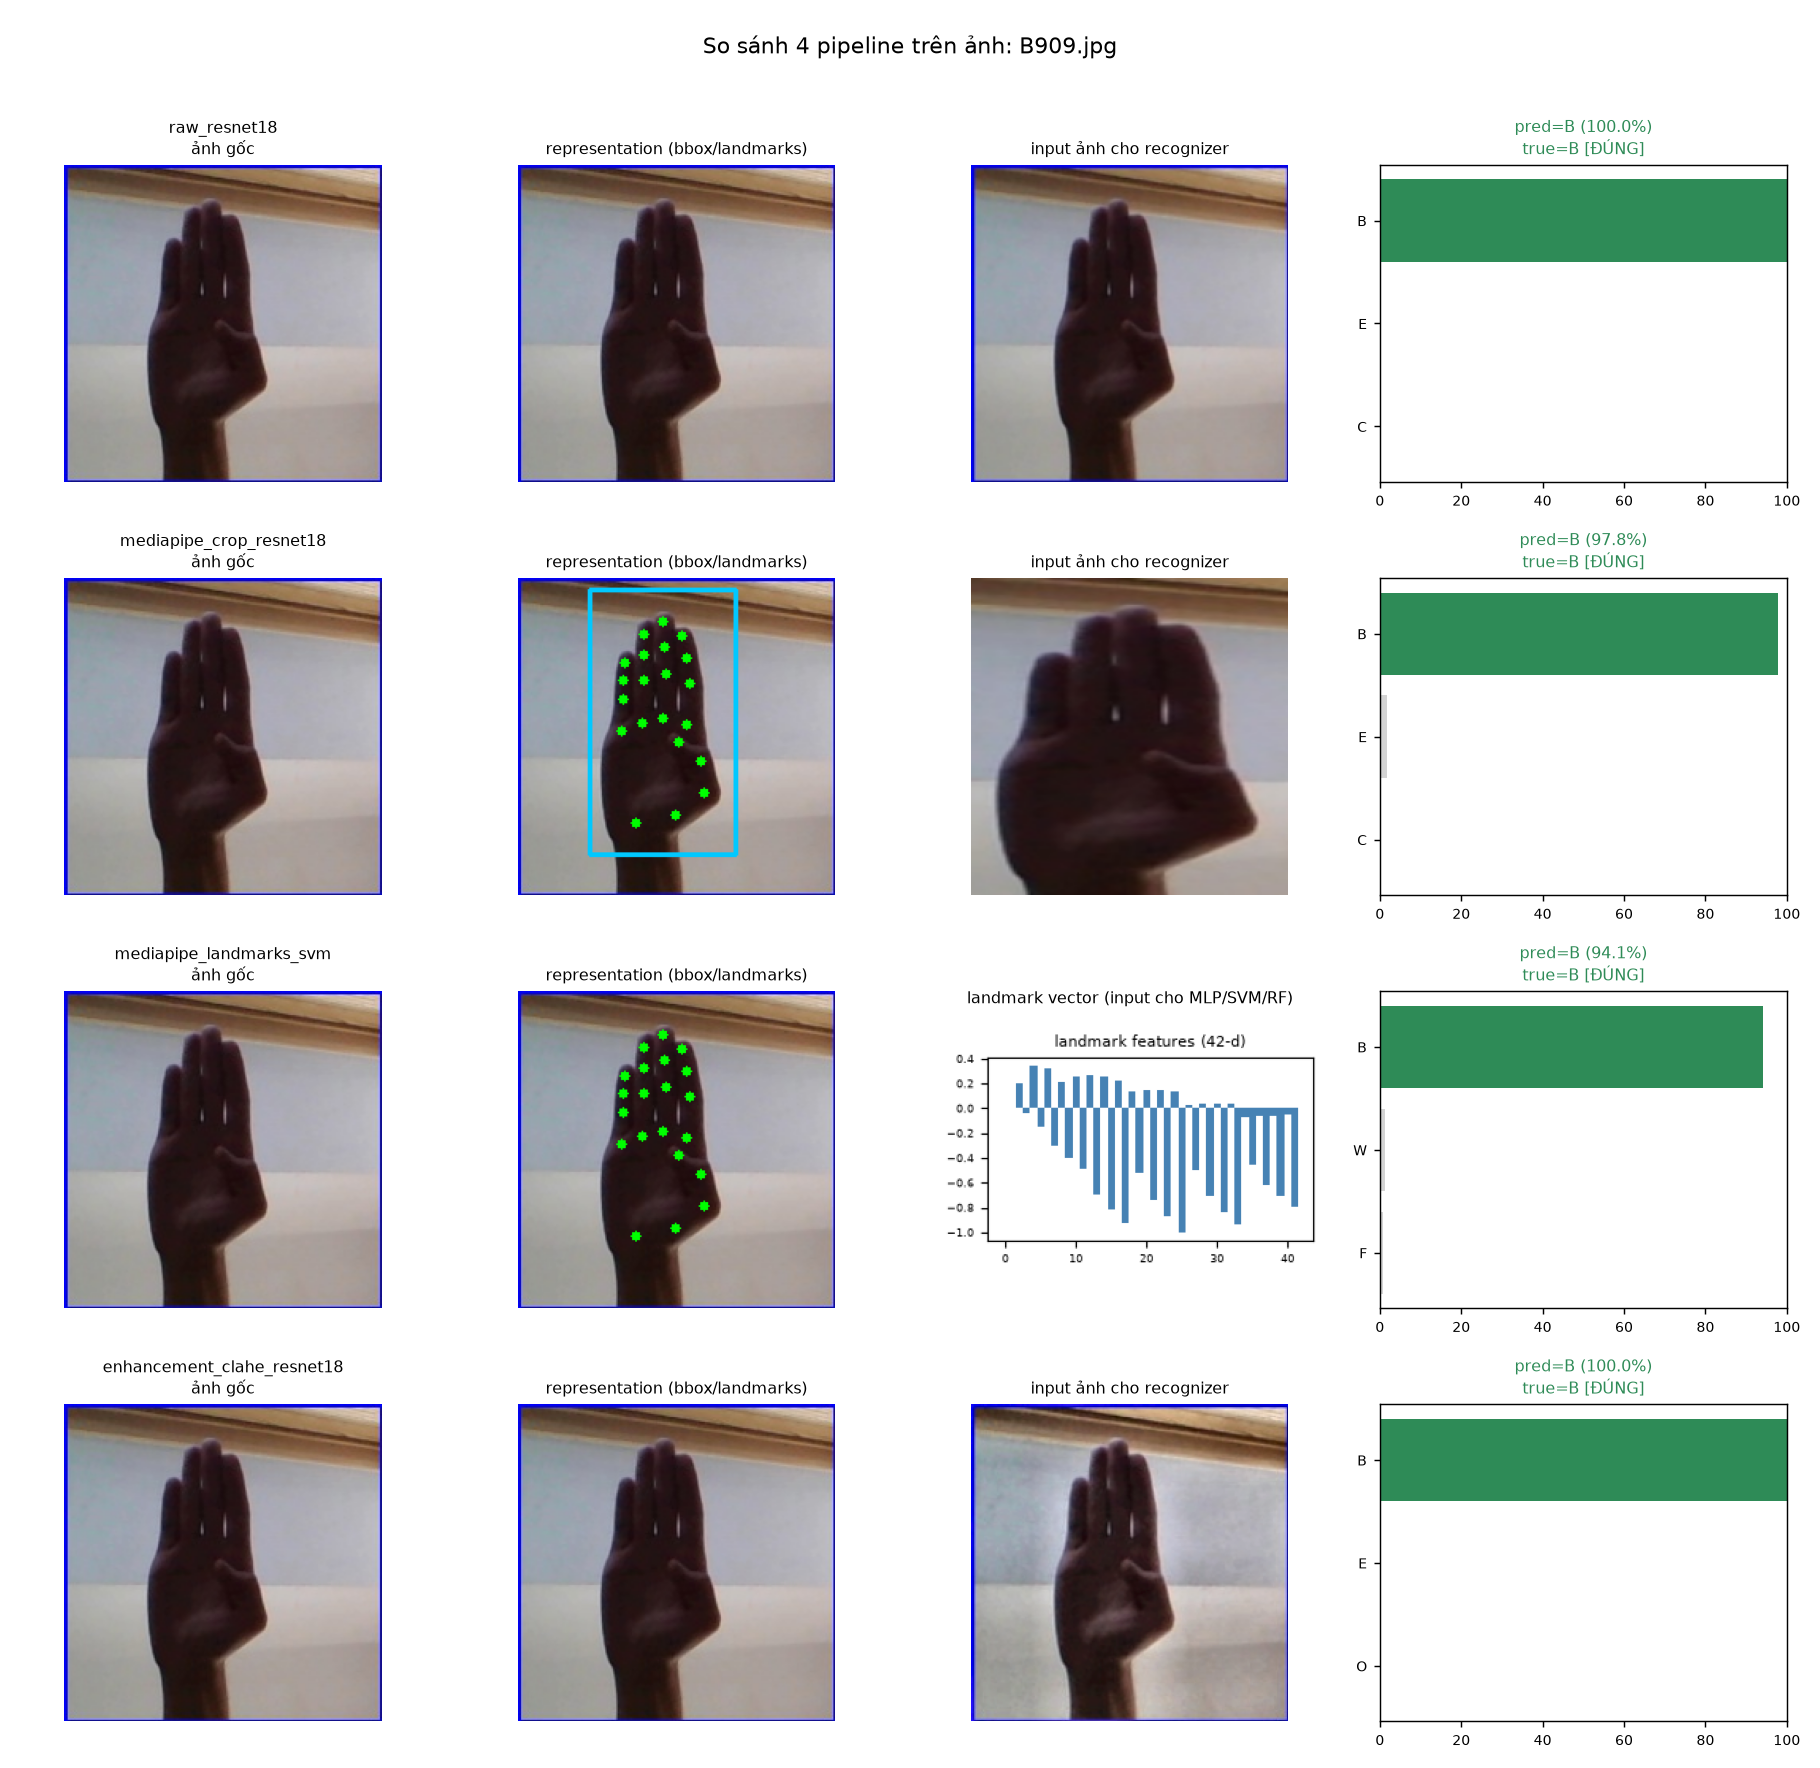 So sánh 4 pipeline trên ảnh: B909.jpg
raw_resnet18
ảnh gốc
representation (bbox/landmarks)
input ảnh cho recognizer
pred=B (100.0%)
true=B [ĐÚNG]
B
E
C
0 20 40 60 80 100
mediapipe_crop_resnet18
ảnh gốc
representation (bbox/landmarks)
input ảnh cho recognizer
pred=B (97.8%)
true=B [ĐÚNG]
B
E
C
0 20 40 60 80 100
mediapipe_landmarks_svm
ảnh gốc
representation (bbox/landmarks)
landmark vector (input cho MLP/SVM/RF)
landmark features (42-d)
0.4
0.2
0.0
−0.2
−0.4
−0.6
−0.8
−1.0
0 10 20 30 40
pred=B (94.1%)
true=B [ĐÚNG]
B
W
F
0 20 40 60 80 100
enhancement_clahe_resnet18
ảnh gốc
representation (bbox/landmarks)
input ảnh cho recognizer
pred=B (100.0%)
true=B [ĐÚNG]
B
E
O
0 20 40 60 80 100